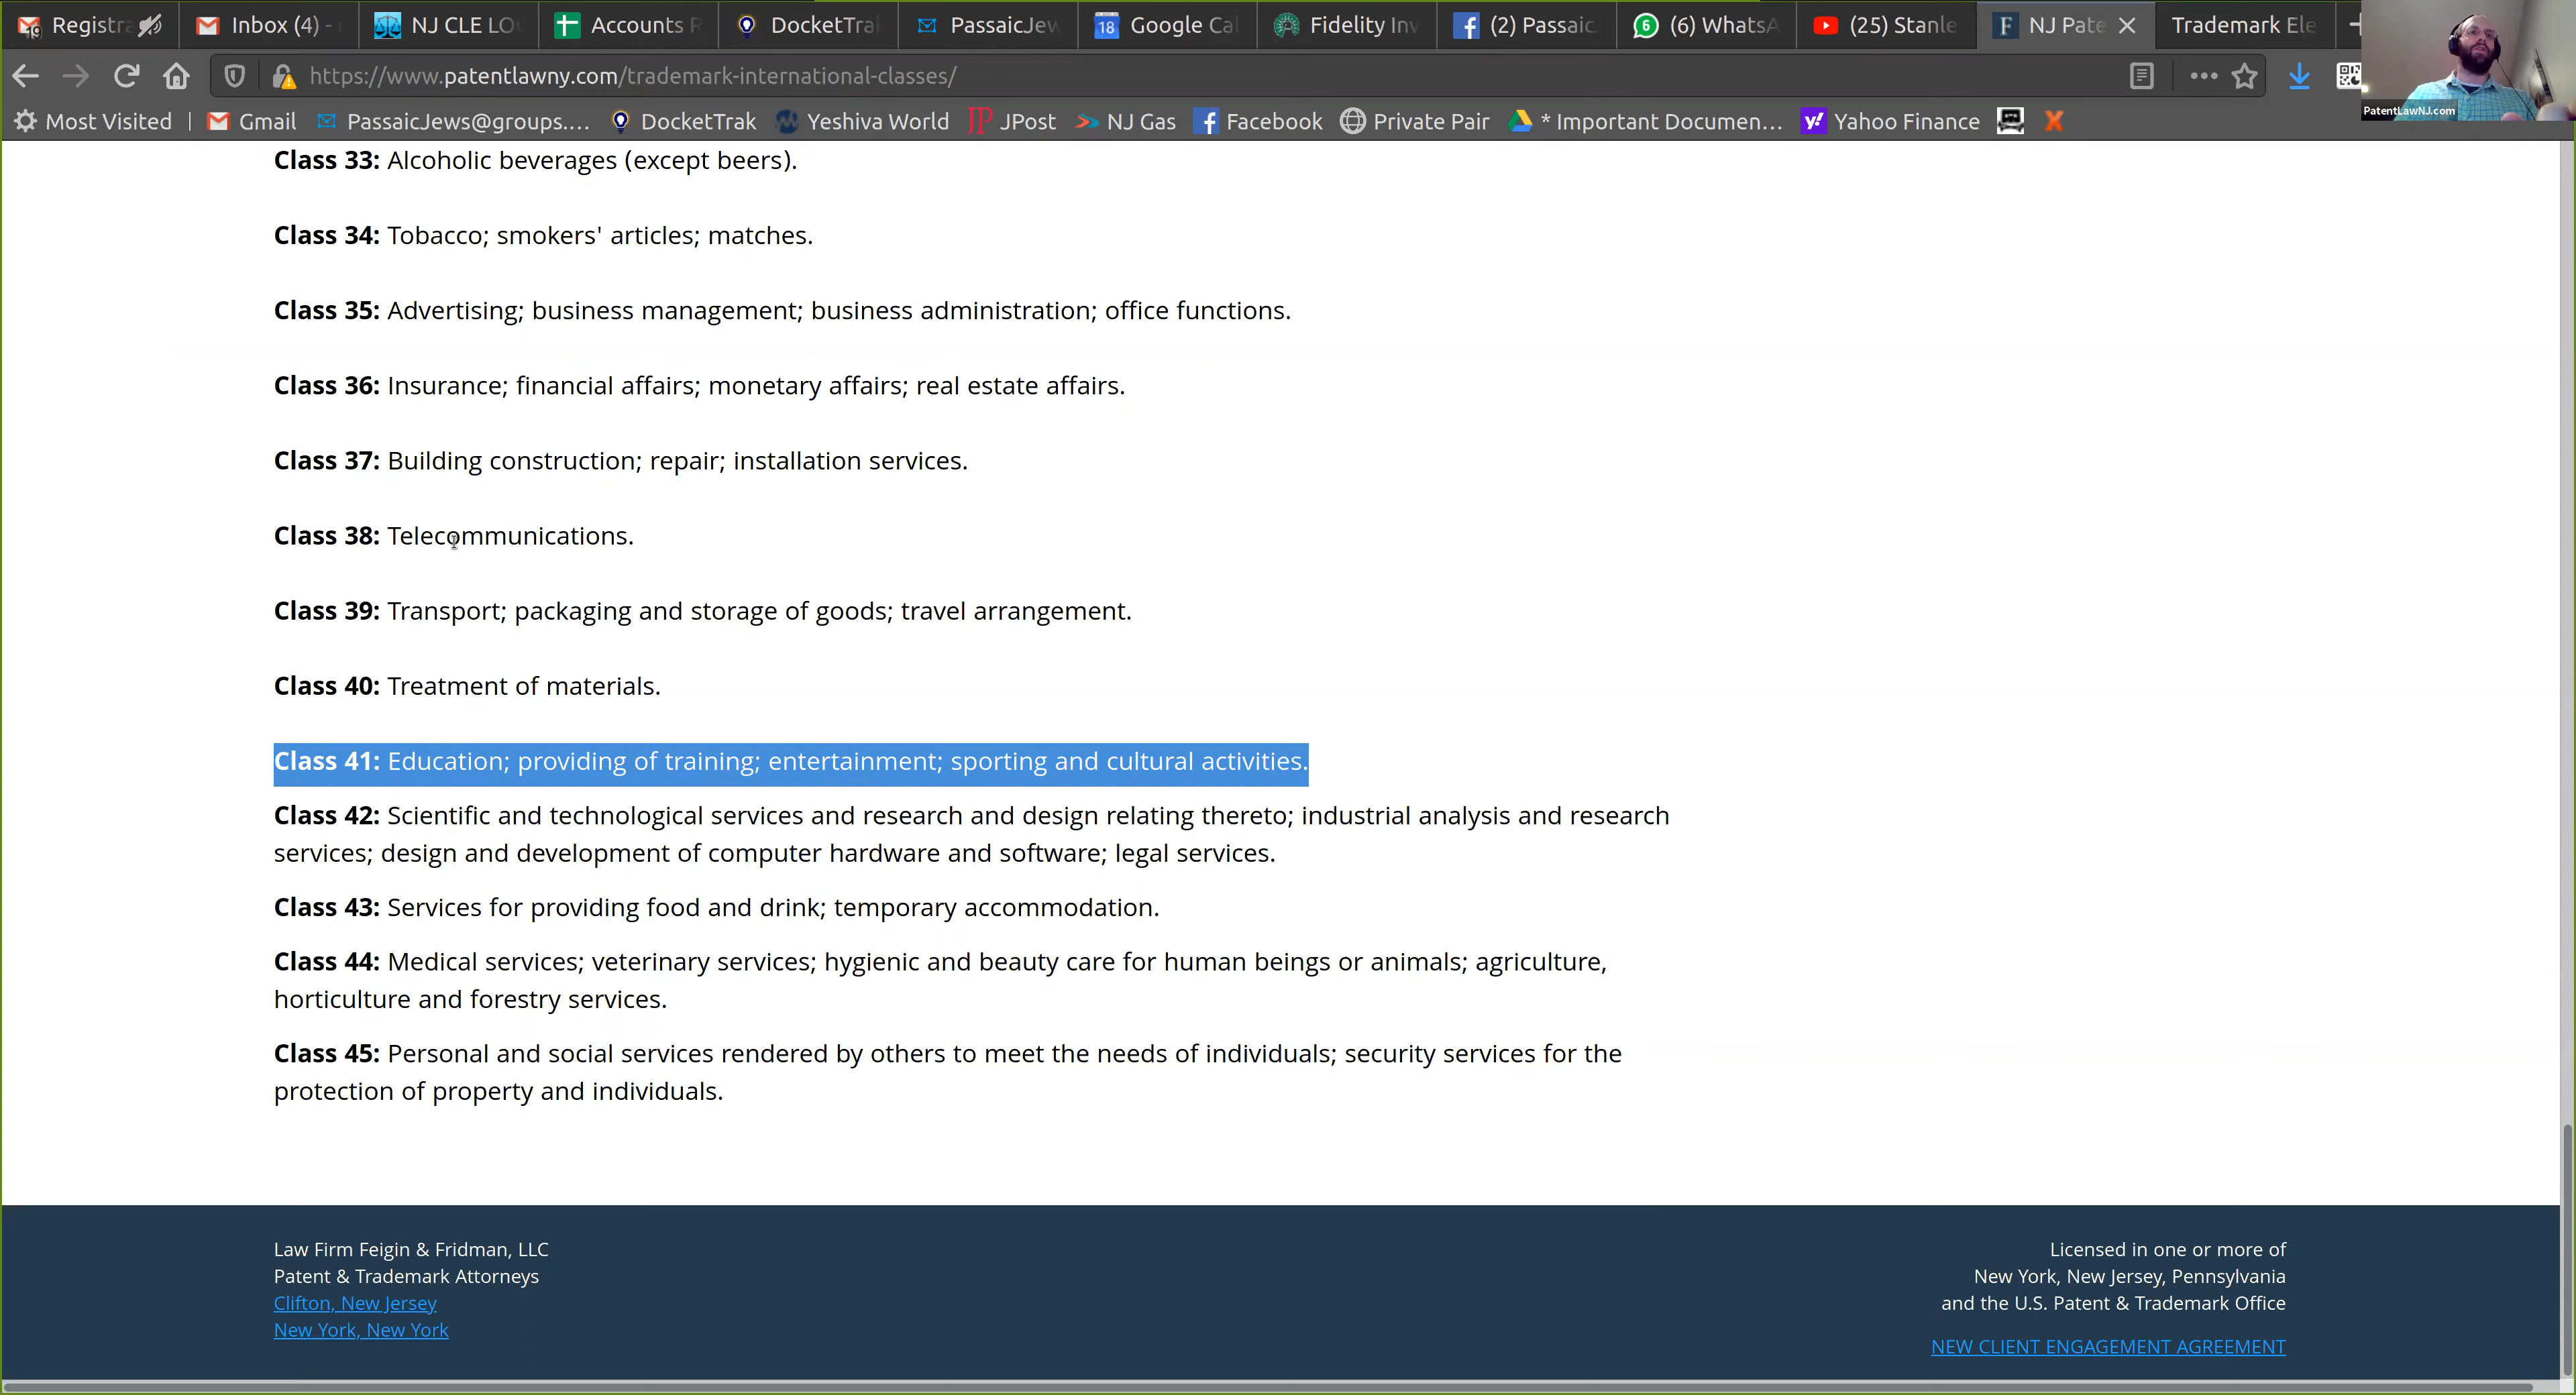 Registra Inbox (4) - NJ CLE LO Accounts R DocketTral PassaicJew Google Cal Fidelity Inv (2) Passaic (6) WhatsA (25) Stanle NJ Pate Trademark Ele
https://www.patentlawny.com/trademark-international-classes/
PatentLawNJ.com
Most Visited Gmail PassaicJews@groups.... DocketTrak Yeshiva World JPost NJ Gas Facebook Private Pair * Important Documen... Yahoo Finance
Class 33: Alcoholic beverages (except beers).
Class 34: Tobacco; smokers' articles; matches.
Class 35: Advertising; business management; business administration; office functions.
Class 36: Insurance; financial affairs; monetary affairs; real estate affairs.
Class 37: Building construction; repair; installation services.
Class 38: Telecommunications.
Class 39: Transport; packaging and storage of goods; travel arrangement.
Class 40: Treatment of materials.
Class 41: Education; providing of training; entertainment; sporting and cultural activities.
Class 42: Scientific and technological services and research and design relating thereto; industrial analysis and research
services; design and development of computer hardware and software; legal services.
Class 43: Services for providing food and drink; temporary accommodation.
Class 44: Medical services; veterinary services; hygienic and beauty care for human beings or animals; agriculture,
horticulture and forestry services.
Class 45: Personal and social services rendered by others to meet the needs of individuals; security services for the
protection of property and individuals.
Law Firm Feigin & Fridman, LLC
Patent & Trademark Attorneys
Clifton, New Jersey
New York, New York
Licensed in one or more of
New York, New Jersey, Pennsylvania
and the U.S. Patent & Trademark Office
NEW CLIENT ENGAGEMENT AGREEMENT